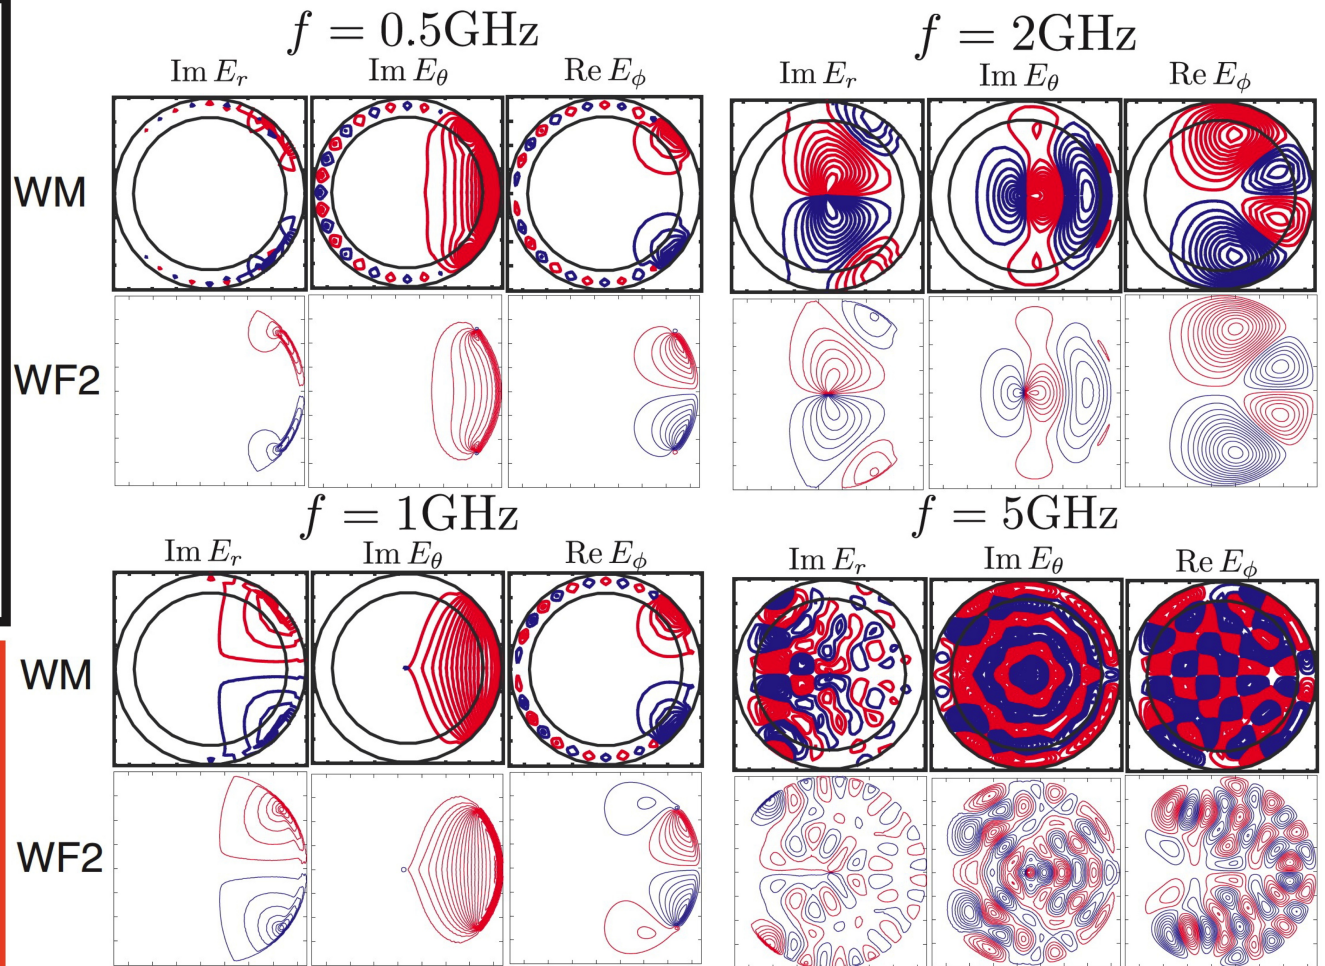 f = 0.5GHz
Im E_r Im E_θ Re E_ϕ
WM
WF2
f = 2GHz
Im E_r Im E_θ Re E_ϕ
f = 1GHz
Im E_r Im E_θ Re E_ϕ
WM
WF2
f = 5GHz
Im E_r Im E_θ Re E_ϕ